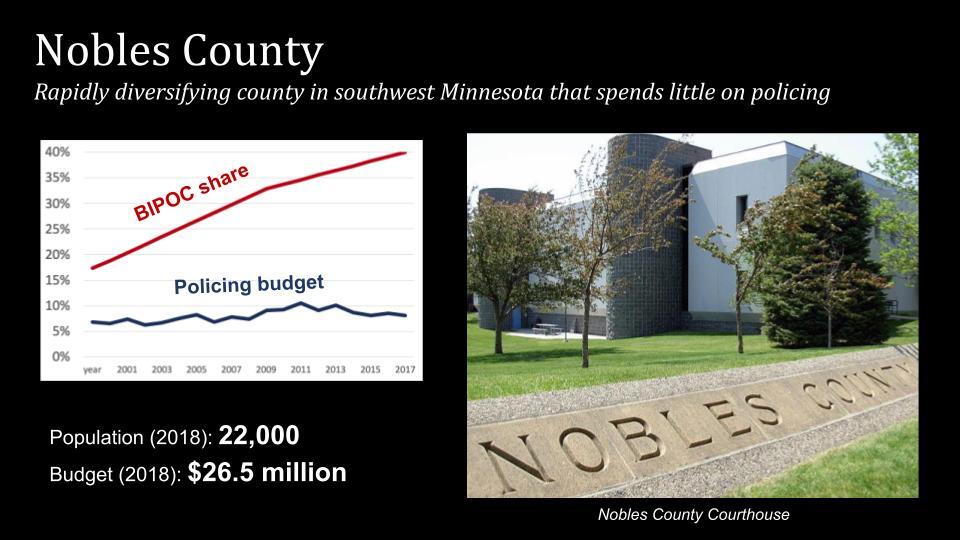 Nobles County
Rapidly diversifying county in southwest Minnesota that spends little on policing
40%
35%
30%
25%
20%
15%
10%
5%
0%
BIPOC share
Policing budget
year 2001 2003 2005 2007 2009 2011 2013 2015 2017
Population (2018): 22,000
Budget (2018): $26.5 million
NOBLES COUNTY
Nobles County Courthouse